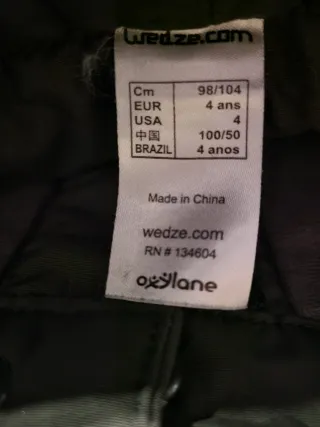 wedze.com
Cm 98/104
EUR 4 ans
USA 4
中国 100/50
BRAZIL 4 anos
Made in China
wedze.com
RN # 134604
oxylane